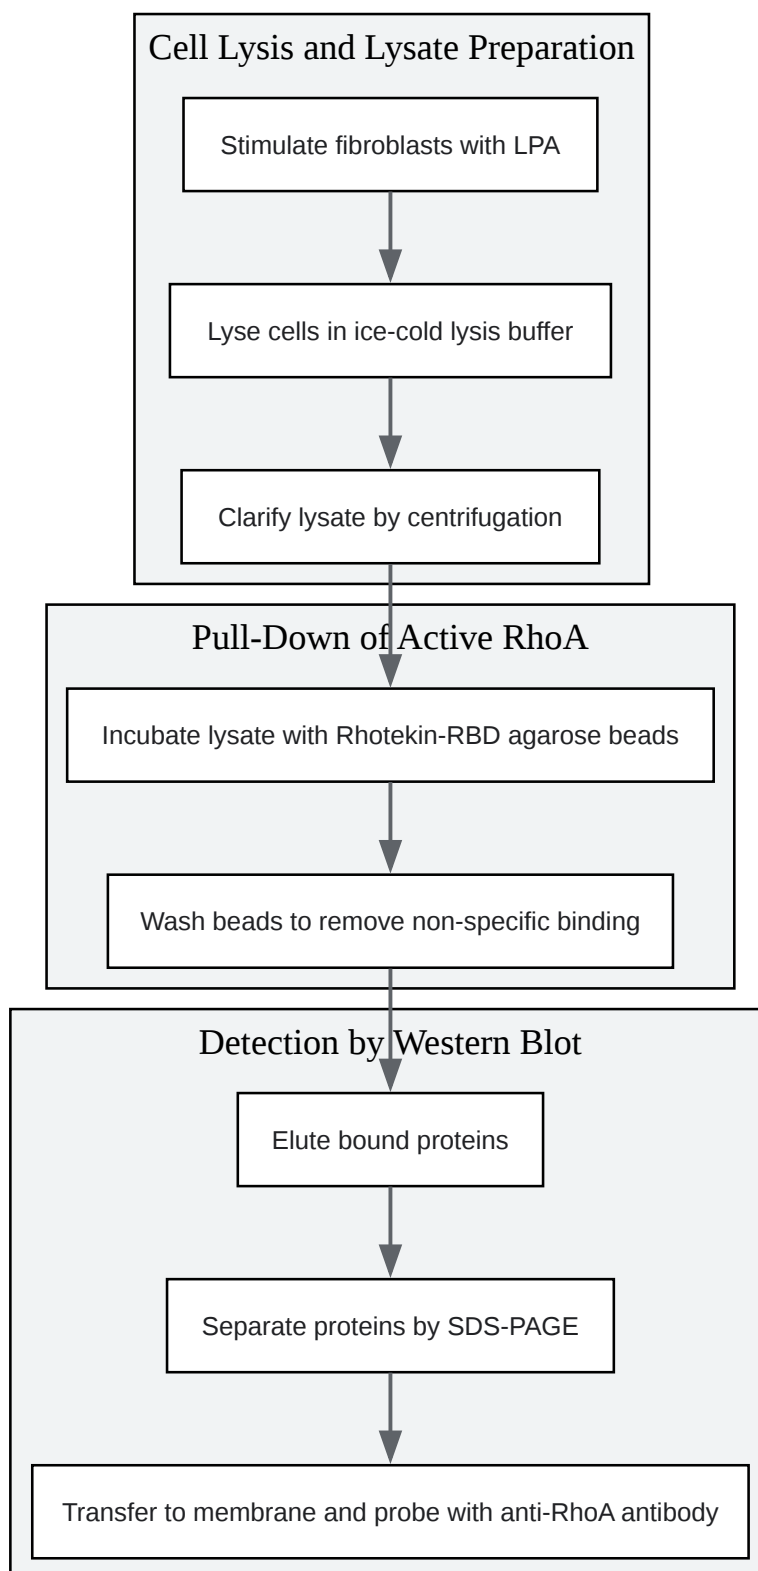 Cell Lysis and Lysate Preparation
Stimulate fibroblasts with LPA
Lyse cells in ice-cold lysis buffer
Clarify lysate by centrifugation
Pull-Down of Active RhoA
Incubate lysate with Rhotekin-RBD agarose beads
Wash beads to remove non-specific binding
Detection by Western Blot
Elute bound proteins
Separate proteins by SDS-PAGE
Transfer to membrane and probe with anti-RhoA antibody